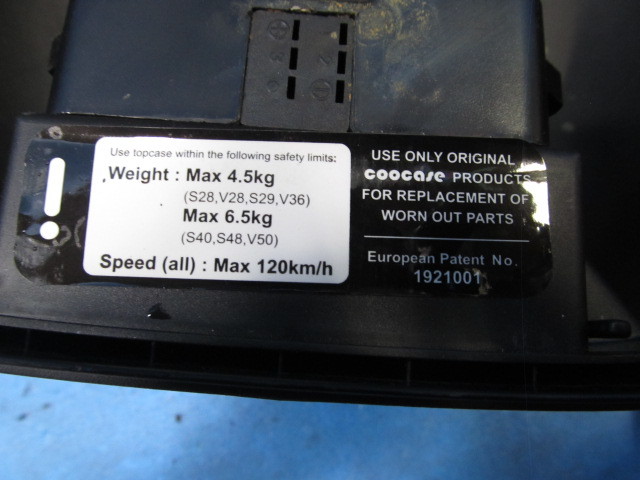 Use topcase within the following safety limits:
Weight : Max 4.5kg
(S28,V28,S29,V36)
Max 6.5kg
(S40,S48,V50)
Speed (all) : Max 120km/h
USE ONLY ORIGINAL
coocase PRODUCTS
FOR REPLACEMENT OF
WORN OUT PARTS
European Patent No.
1921001